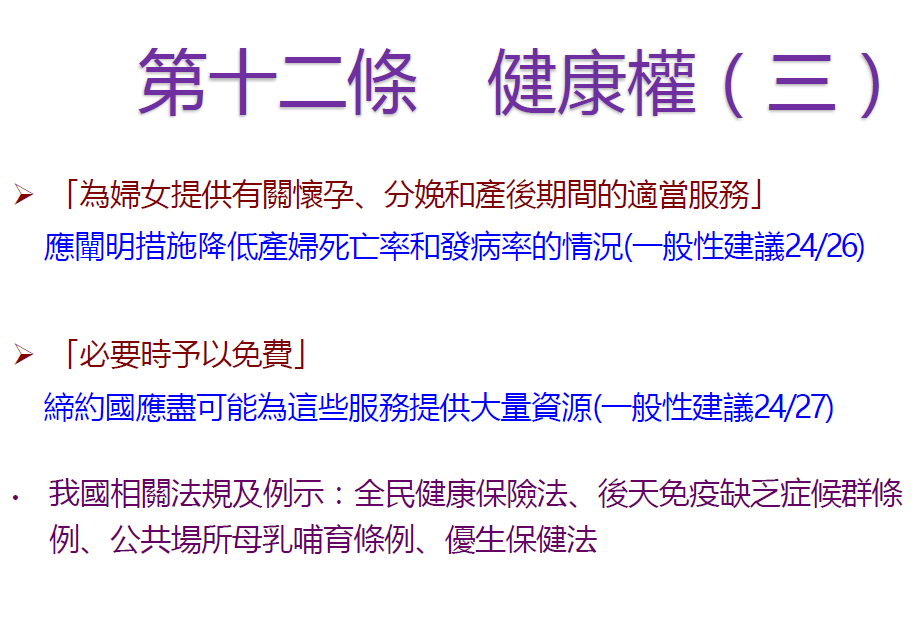 第十二條　健康權（三）
➢ 「為婦女提供有關懷孕、分娩和產後期間的適當服務」
應闡明措施降低產婦死亡率和發病率的情況(一般性建議24/26)
➢ 「必要時予以免費」
締約國應盡可能為這些服務提供大量資源(一般性建議24/27)
• 我國相關法規及例示：全民健康保險法、後天免疫缺乏症候群條
例、公共場所母乳哺育條例、優生保健法